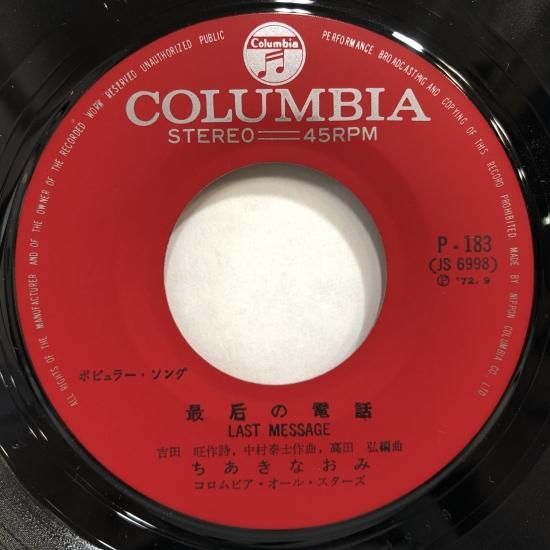 ALL RIGHTS OF THE MANUFACTURER AND OF THE OWNER OF THE RECORDED WORK RESERVED UNAUTHORIZED PUBLIC PERFORMANCE BROADCASTING AND COPYING OF THIS RECORD PROHIBITED MADE BY NIPPON COLUMBIA CO. LTD
Columbia
COLUMBIA
STEREO 45RPM
P-183
(JS 6998)
Ⓟ '72. 9
ポピュラー・ソング
最后の電話
LAST MESSAGE
吉田 旺作詩, 中村泰士作曲, 高田 弘編曲
ちあきなおみ
コロムビア・オール・スターズ